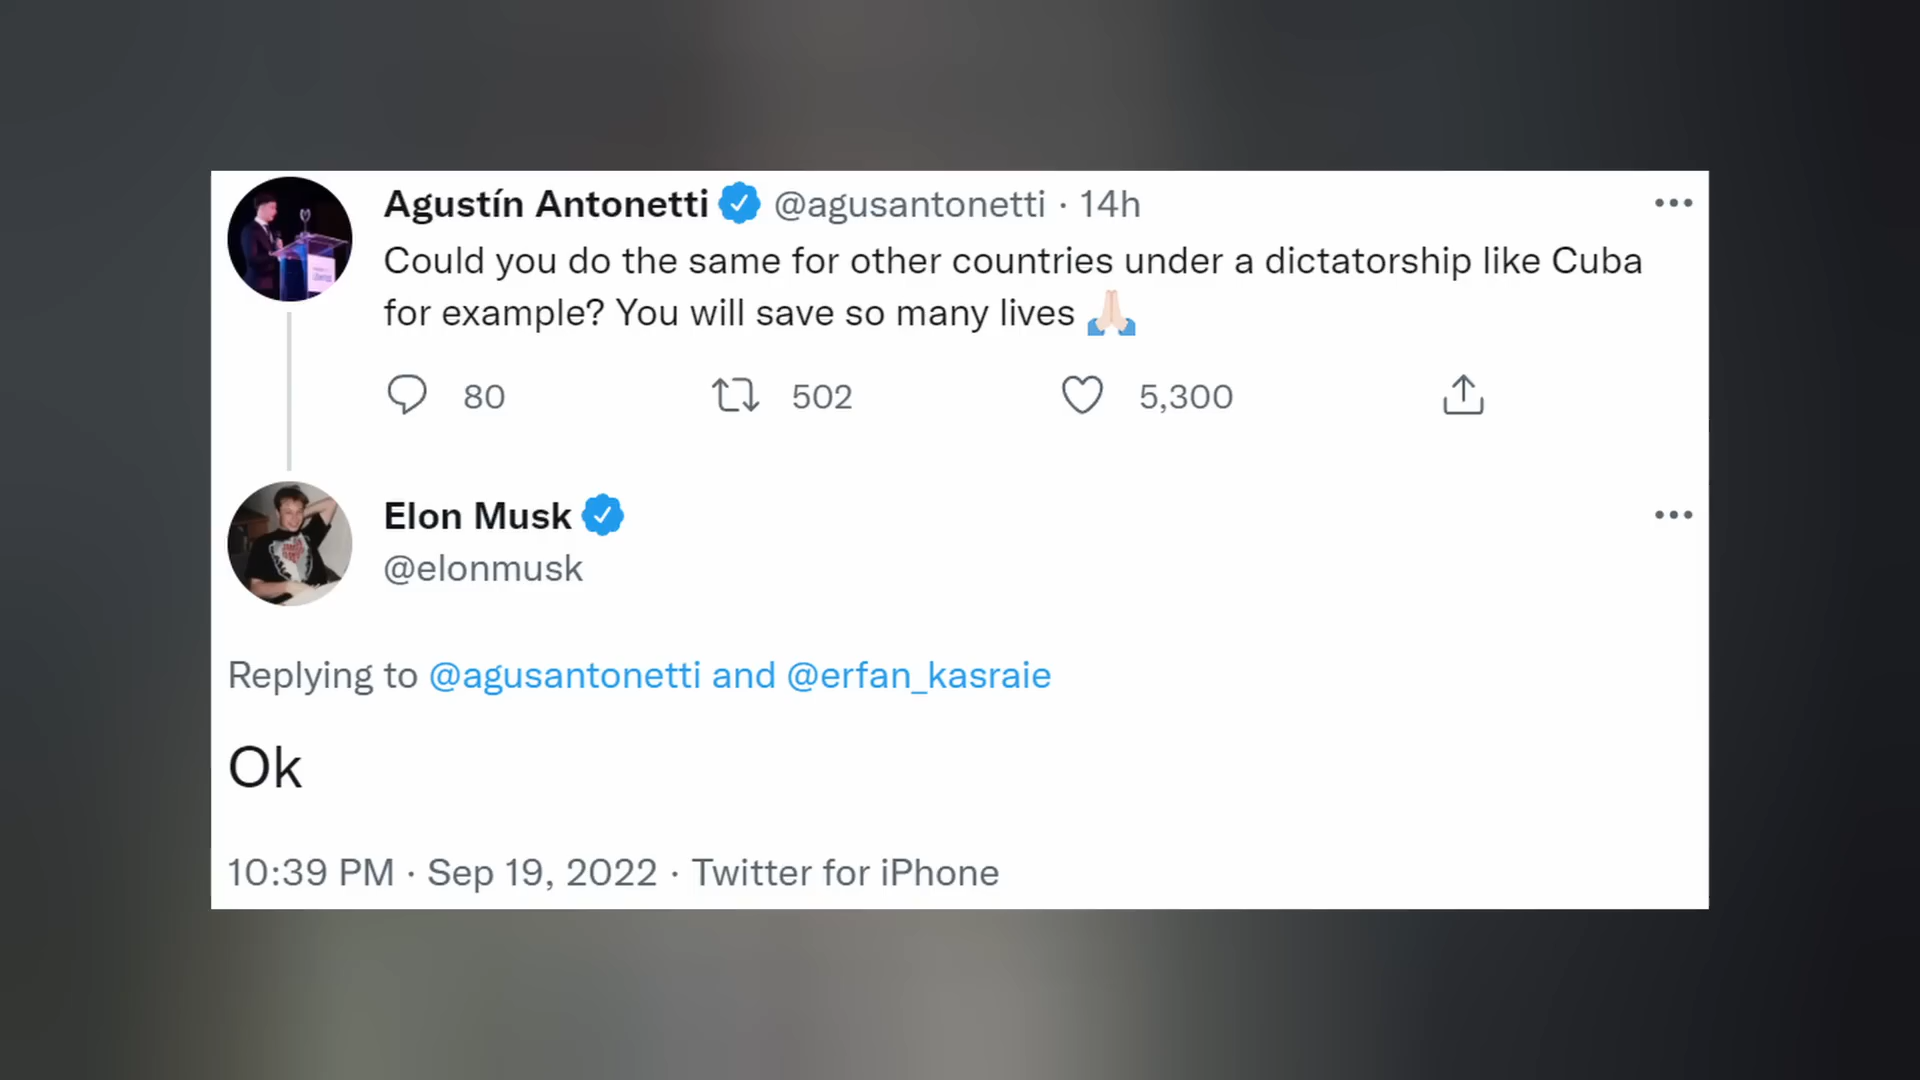 Agustín Antonetti @agusantonetti · 14h
Could you do the same for other countries under a dictatorship like Cuba
for example? You will save so many lives 🙏🏻
80 502 5,300
Elon Musk
@elonmusk
Replying to @agusantonetti and @erfan_kasraie
Ok
10:39 PM · Sep 19, 2022 · Twitter for iPhone